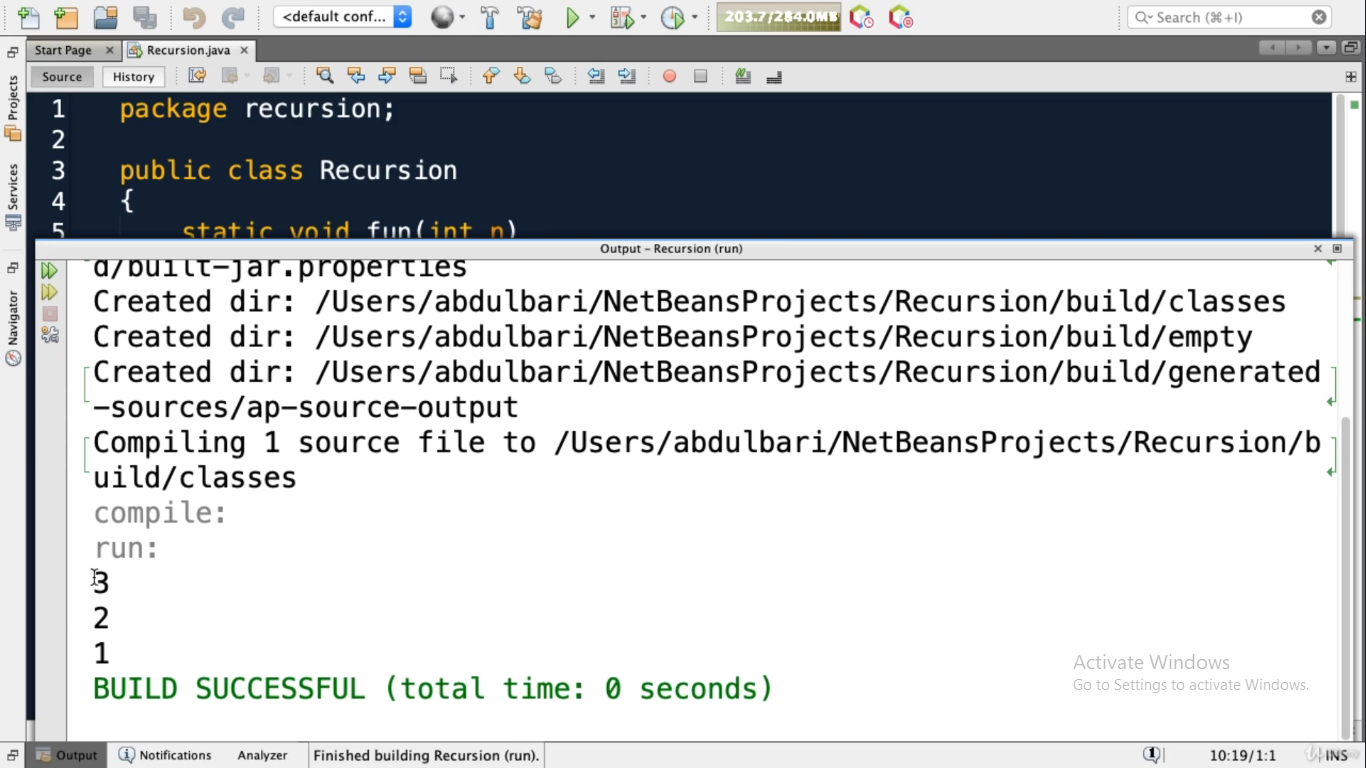 <default conf...
203.7/284.0MB
Search (⌘+I)
Start Page
Recursion.java
Source
History
Projects
Services
Navigator
1 package recursion;
2
3 public class Recursion
4 {
5 static void fun(int n)
Output - Recursion (run)
d/built-jar.properties
Created dir: /Users/abdulbari/NetBeansProjects/Recursion/build/classes
Created dir: /Users/abdulbari/NetBeansProjects/Recursion/build/empty
Created dir: /Users/abdulbari/NetBeansProjects/Recursion/build/generated
-sources/ap-source-output
Compiling 1 source file to /Users/abdulbari/NetBeansProjects/Recursion/b
uild/classes
compile:
run:
3
2
1
BUILD SUCCESSFUL (total time: 0 seconds)
Activate Windows
Go to Settings to activate Windows.
Output
Notifications
Analyzer
Finished building Recursion (run).
1
10:19/1:1
INS